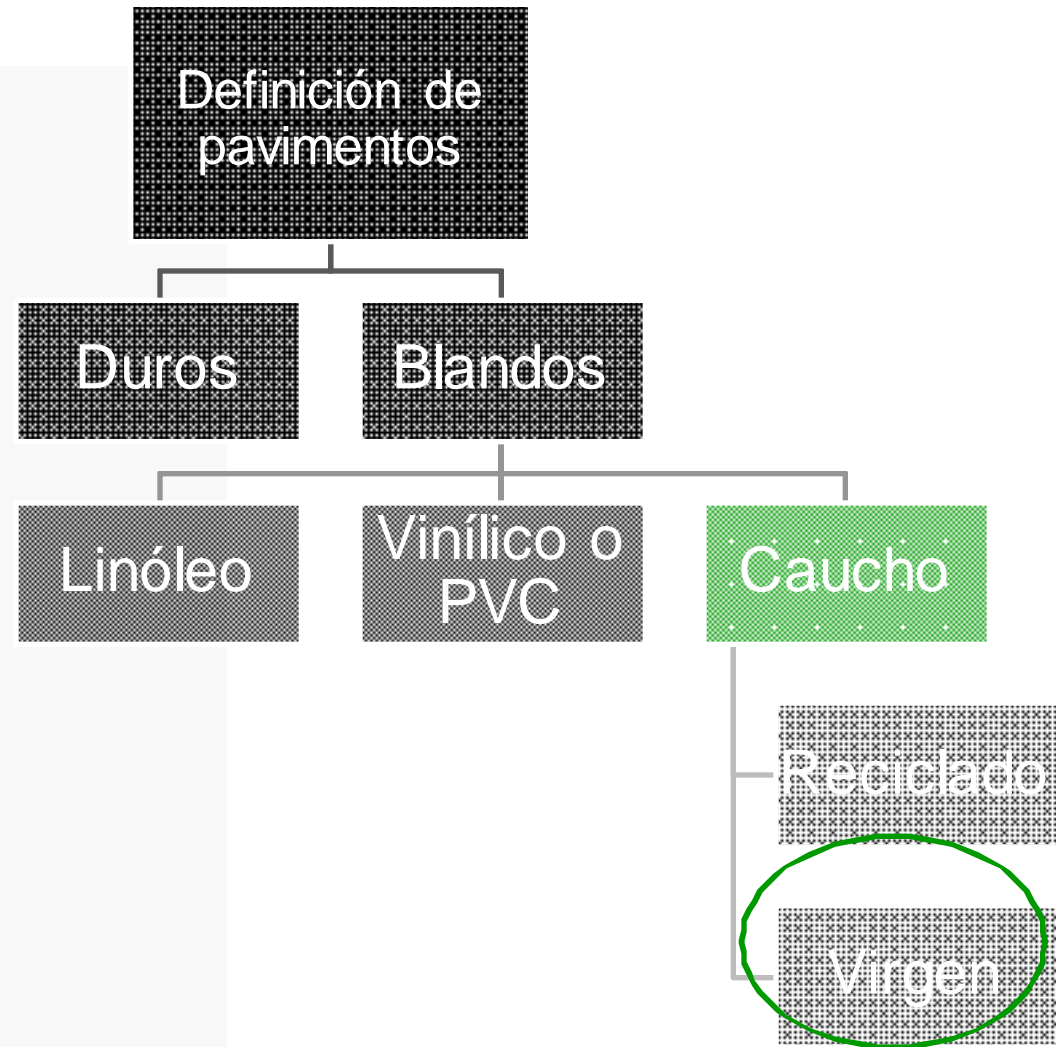 Definición de
pavimentos
Duros
Blandos
Linóleo
Vinílico o
PVC
Caucho
Reciclado
Virgen